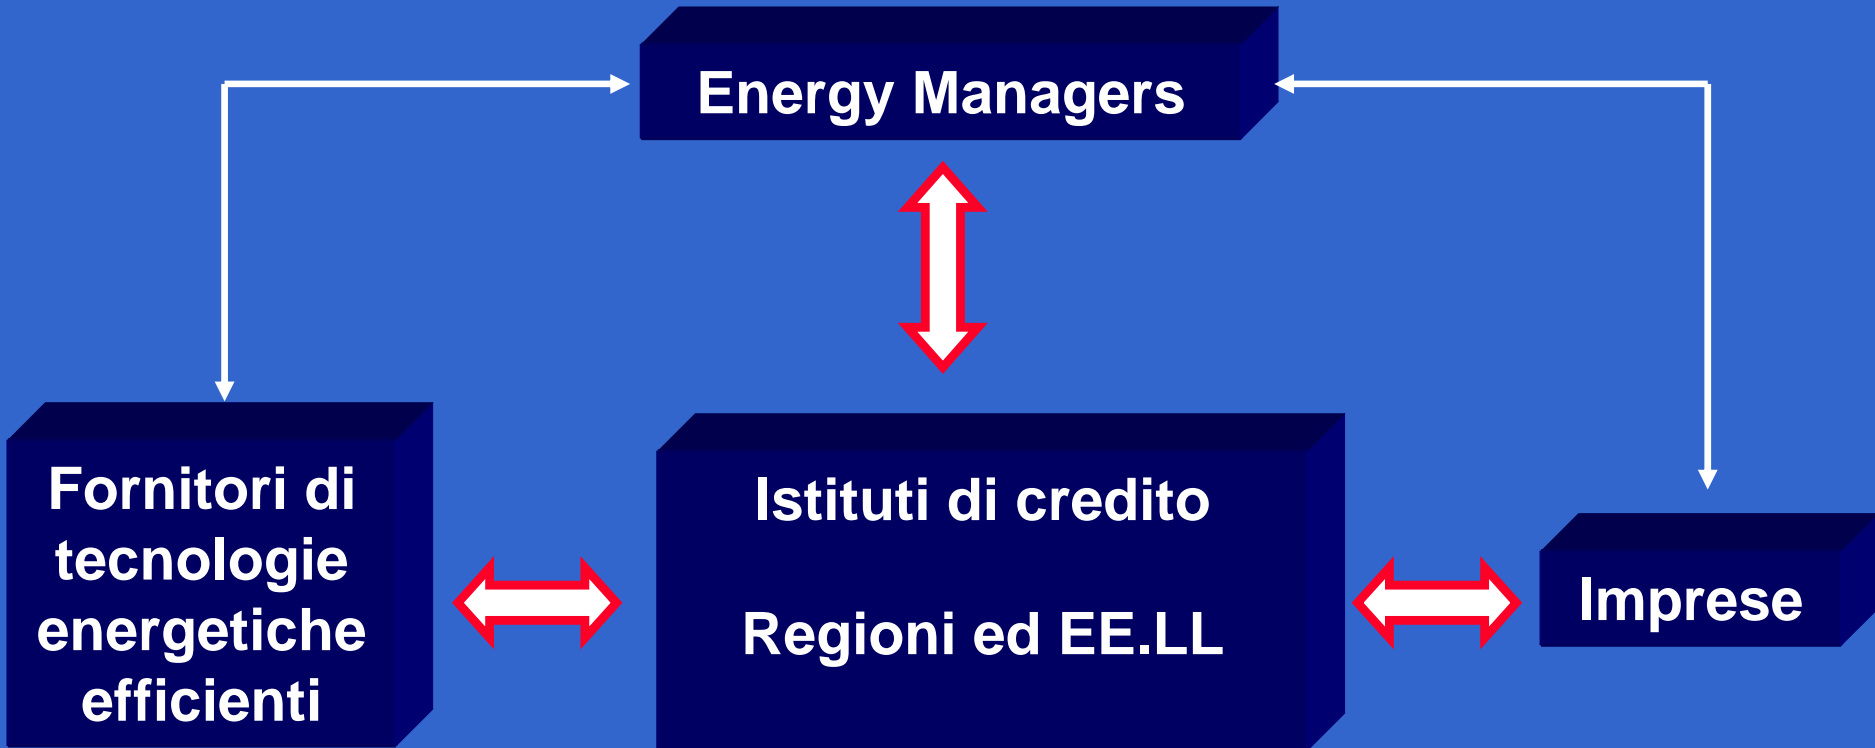 Energy Managers
Fornitori di
tecnologie
energetiche
efficienti
Istituti di credito
Regioni ed EE.LL
Imprese